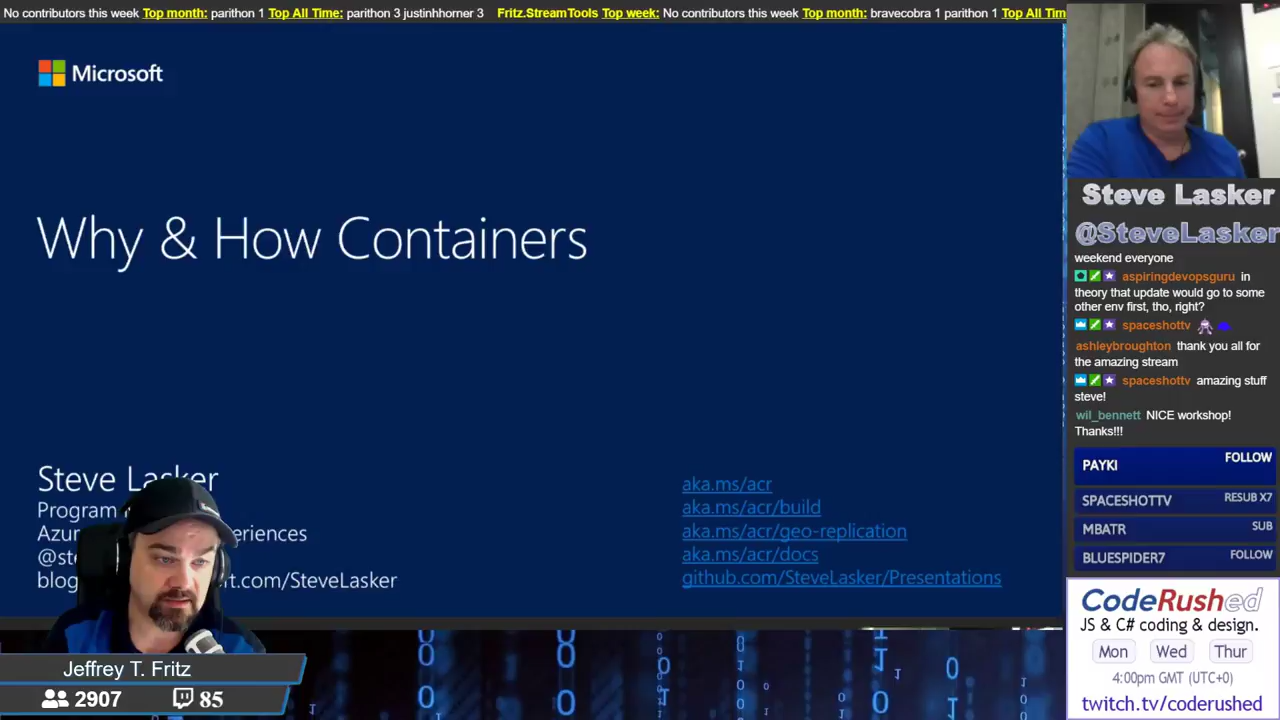 No contributors this week Top month: parithon 1 Top All Time: parithon 3 justinhhorner 3 Fritz.StreamTools Top week: No contributors this week Top month: bravecobra 1 parithon 1 Top All Tim
Microsoft
Why & How Containers
Steve Lasker
Program
Azur eriences
@ste
blog rt.com/SteveLasker
aka.ms/acr
aka.ms/acr/build
aka.ms/acr/geo-replication
aka.ms/acr/docs
github.com/SteveLasker/Presentations
Jeffrey T. Fritz
2907
85
Steve Lasker
@SteveLasker
weekend everyone
aspiringdevopsguru in
theory that update would go to some
other env first, tho, right?
spaceshottv
ashleybroughton thank you all for
the amazing stream
spaceshottv amazing stuff
steve!
wil_bennett NICE workshop!
Thanks!!!
PAYKI FOLLOW
SPACESHOTTV RESUB X7
MBATR SUB
BLUESPIDER7 FOLLOW
CodeRushed
JS & C# coding & design.
Mon Wed Thur
4:00pm GMT (UTC+0)
twitch.tv/coderushed